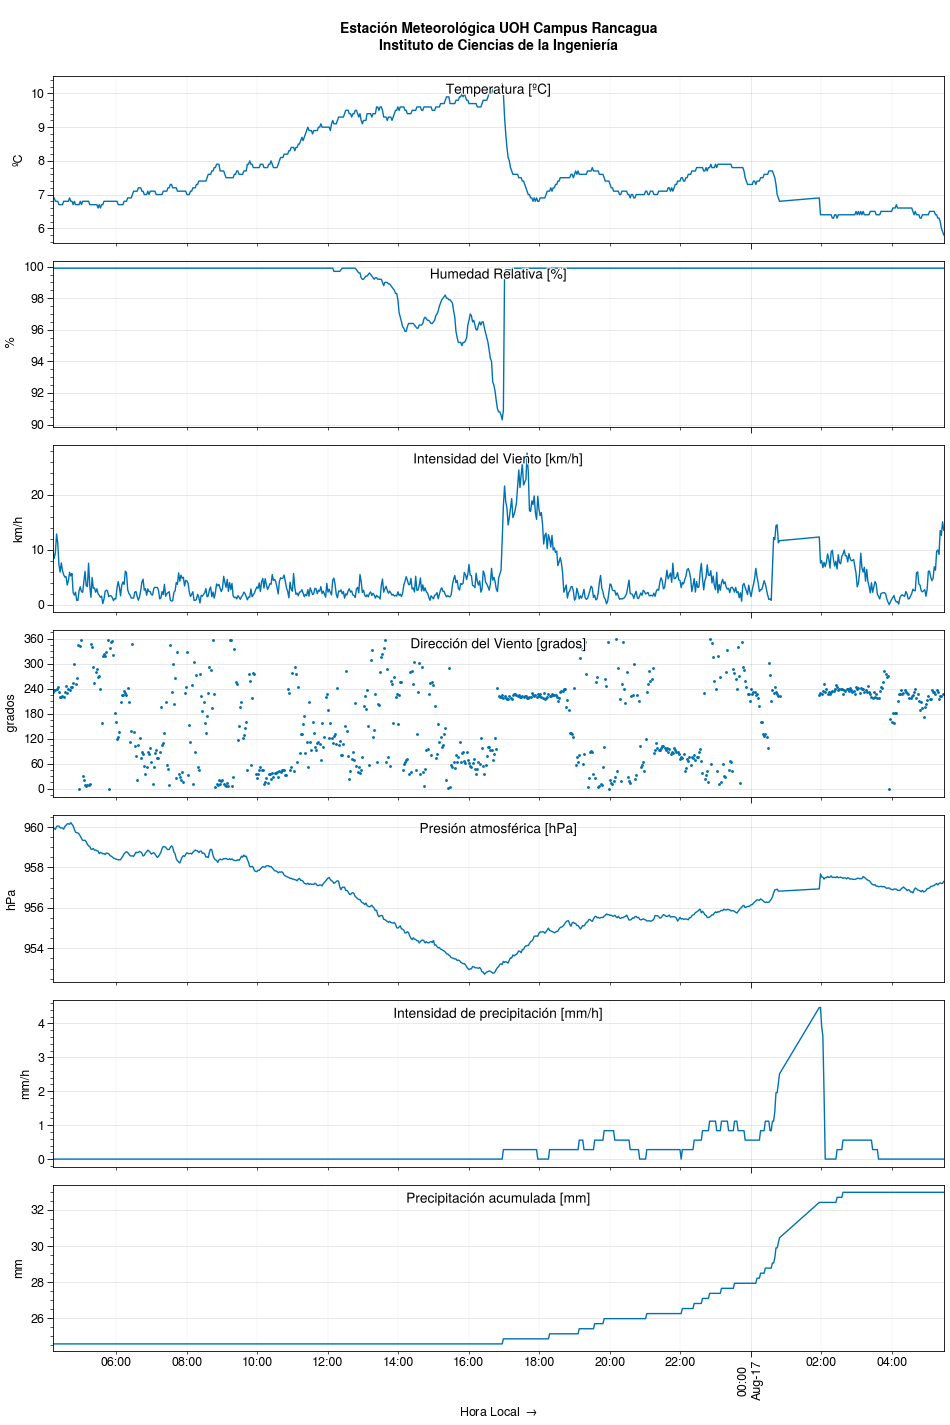 Estación Meteorológica UOH Campus Rancagua
Instituto de Ciencias de la Ingeniería
Temperatura [ºC]
ºC
10
9
8
7
6
Humedad Relativa [%]
%
100
98
96
94
92
90
Intensidad del Viento [km/h]
km/h
20
10
0
Dirección del Viento [grados]
grados
360
300
240
180
120
60
0
Presión atmosférica [hPa]
hPa
960
958
956
954
Intensidad de precipitación [mm/h]
mm/h
4
3
2
1
0
Precipitación acumulada [mm]
mm
32
30
28
26
06:00 08:00 10:00 12:00 14:00 16:00 18:00 20:00 22:00 00:00 02:00 04:00
Aug-17
Hora Local →